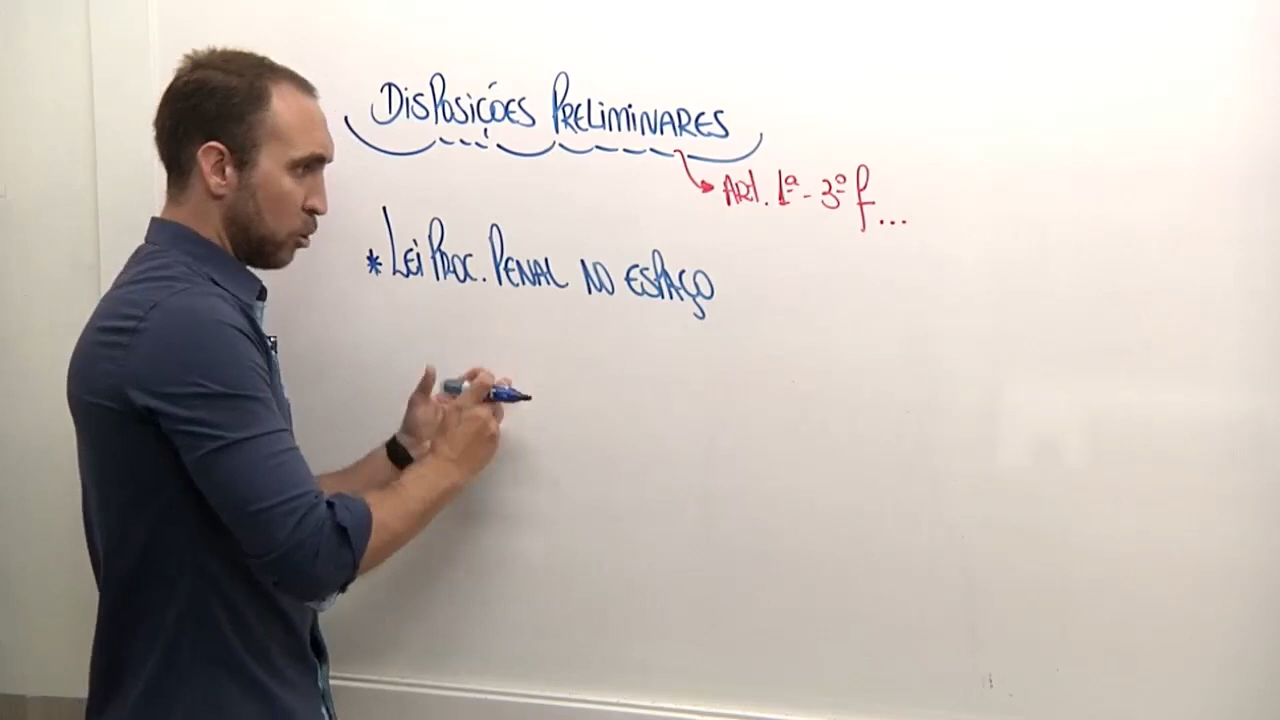 DISPOSIÇÕES PRELIMINARES
ART. 1º - 3º F...
* LEI PROC. PENAL NO ESPAÇO